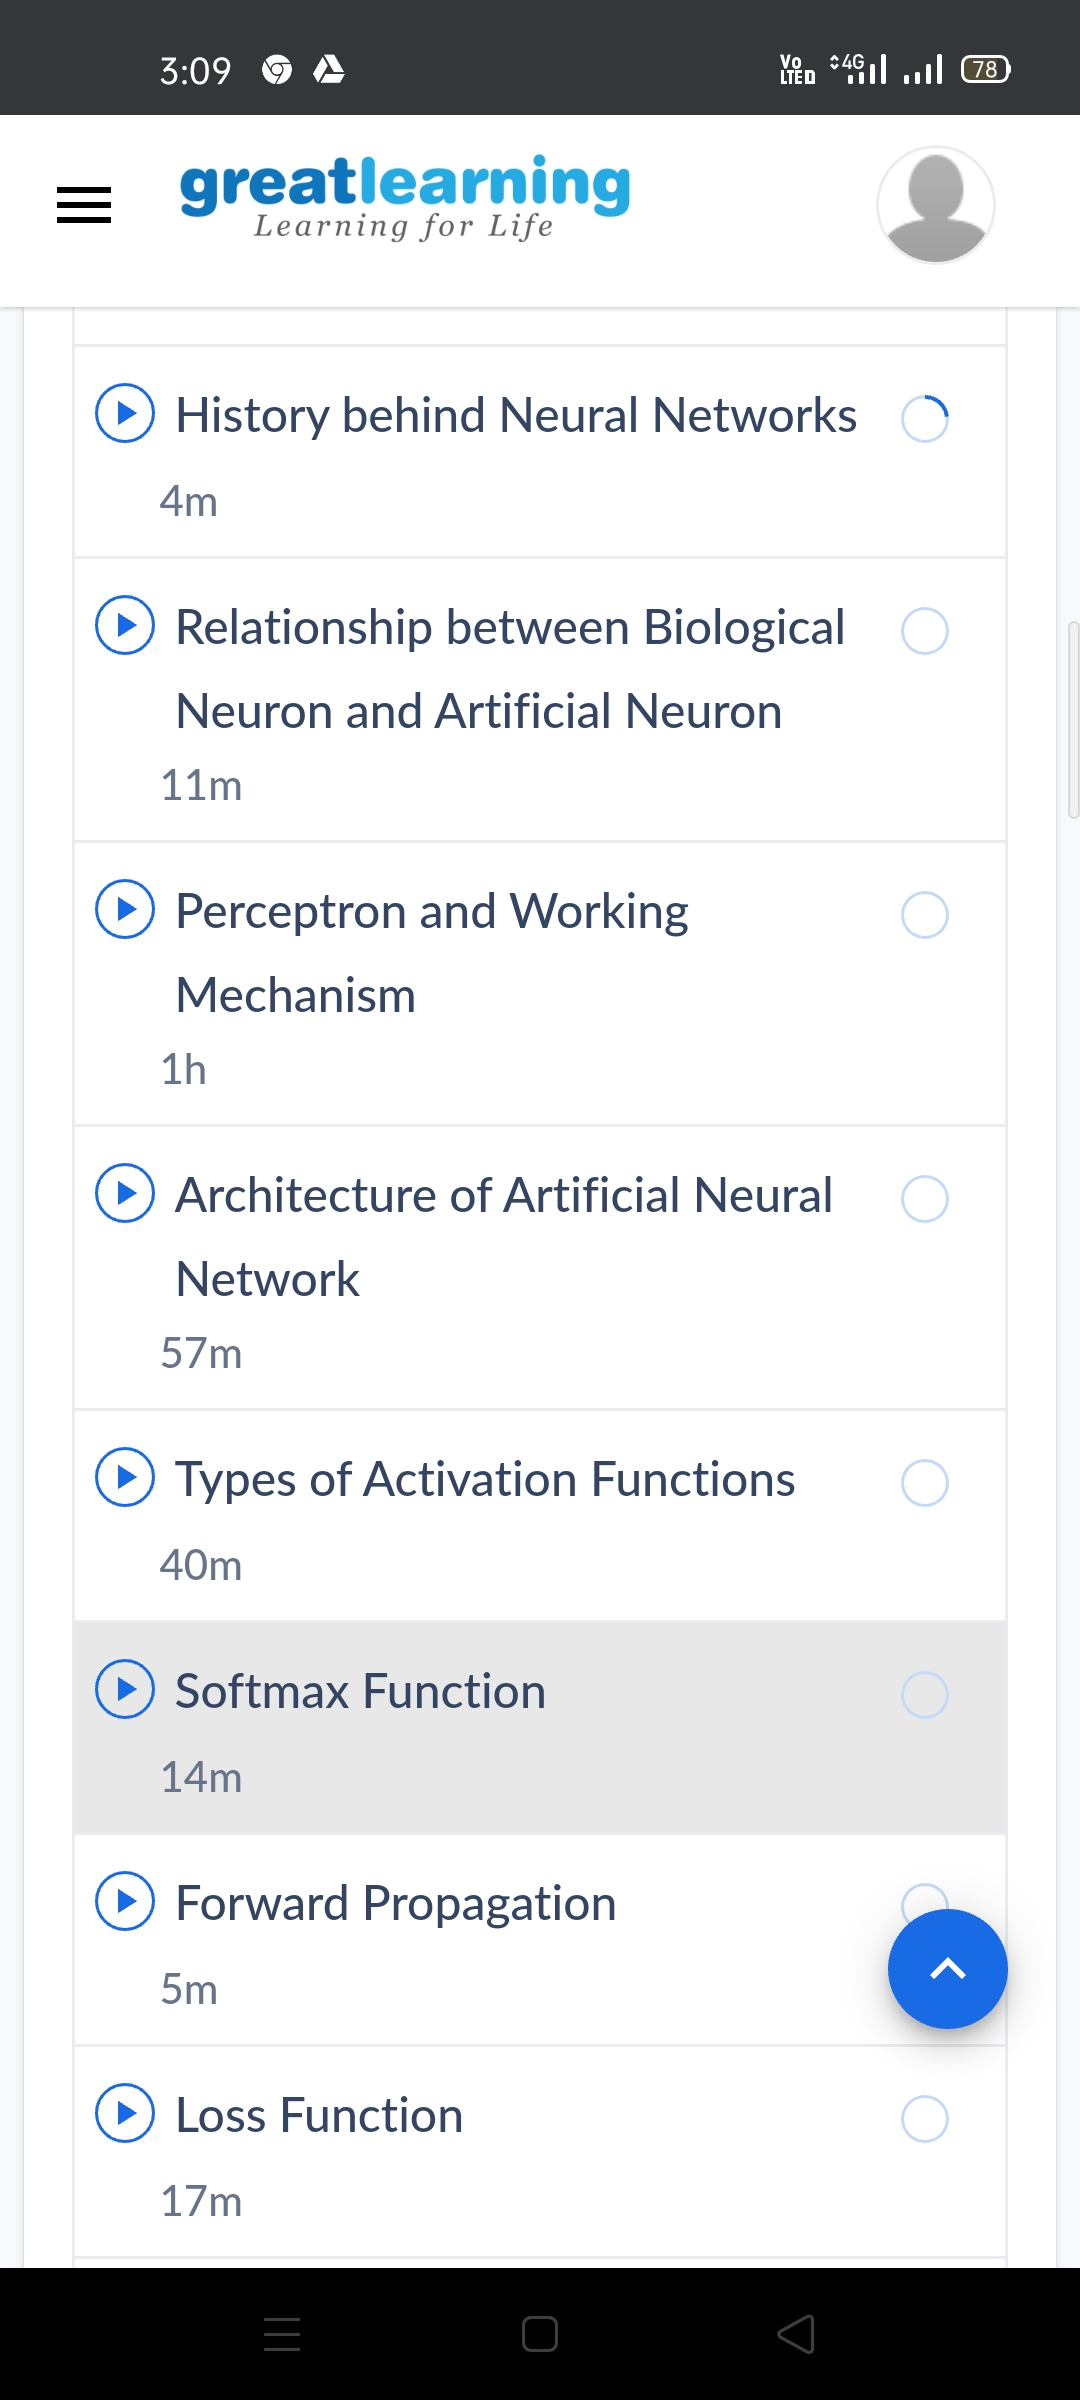 3:09
Vo LTE 4G 78
greatlearning
Learning for Life
History behind Neural Networks
4m
Relationship between Biological
Neuron and Artificial Neuron
11m
Perceptron and Working
Mechanism
1h
Architecture of Artificial Neural
Network
57m
Types of Activation Functions
40m
Softmax Function
14m
Forward Propagation
5m
Loss Function
17m